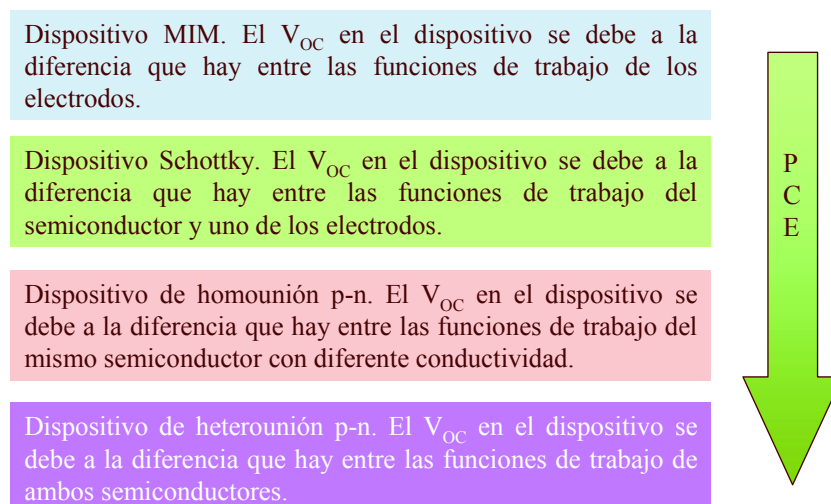 Dispositivo MIM. El VOC en el dispositivo se debe a la
diferencia que hay entre las funciones de trabajo de los
electrodos.
Dispositivo Schottky. El VOC en el dispositivo se debe a la
diferencia que hay entre las funciones de trabajo del
semiconductor y uno de los electrodos.
Dispositivo de homounión p-n. El VOC en el dispositivo se
debe a la diferencia que hay entre las funciones de trabajo del
mismo semiconductor con diferente conductividad.
Dispositivo de heterounión p-n. El VOC en el dispositivo se
debe a la diferencia que hay entre las funciones de trabajo de
ambos semiconductores.
P
C
E